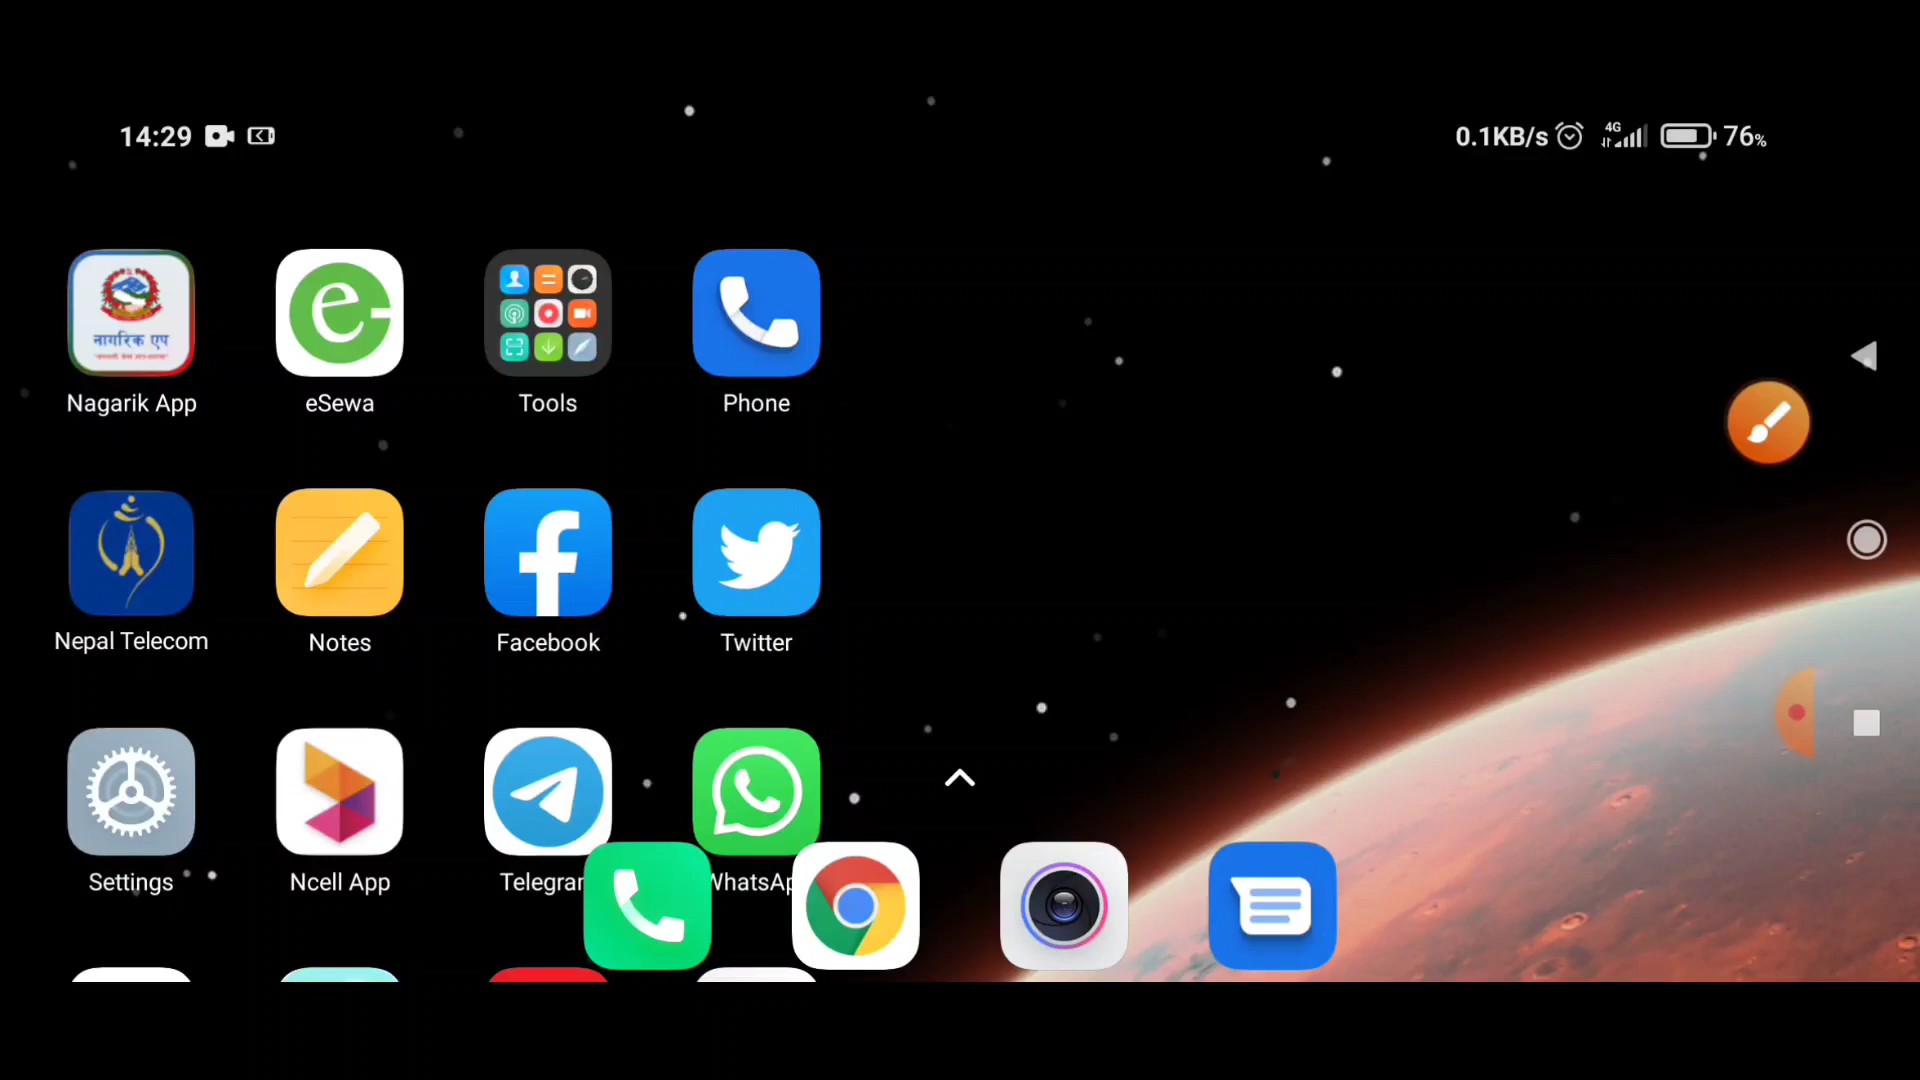 14:29
0.1KB/s 4G 76%
नागरिक एप
Nagarik App
eSewa
Tools
Phone
Nepal Telecom
Notes
Facebook
Twitter
Settings
Ncell App
Telegram
WhatsAp